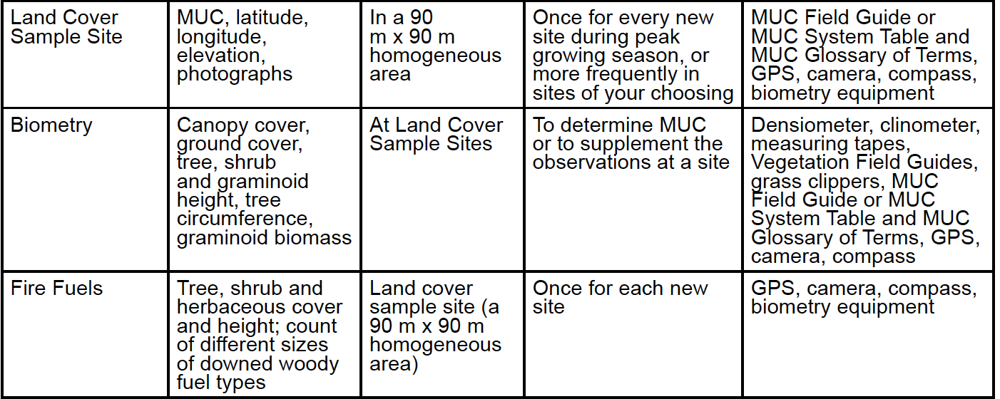 Land Cover
Sample Site
MUC, latitude,
longitude,
elevation,
photographs
In a 90
m x 90 m
homogeneous
area
Once for every new
site during peak
growing season, or
more frequently in
sites of your choosing
MUC Field Guide or
MUC System Table and
MUC Glossary of Terms,
GPS, camera, compass,
biometry equipment
Biometry
Canopy cover,
ground cover,
tree, shrub
and graminoid
height, tree
circumference,
graminoid biomass
At Land Cover
Sample Sites
To determine MUC
or to supplement the
observations at a site
Densiometer, clinometer,
measuring tapes,
Vegetation Field Guides,
grass clippers, MUC
Field Guide or MUC
System Table and MUC
Glossary of Terms, GPS,
camera, compass
Fire Fuels
Tree, shrub and
herbaceous cover
and height; count
of different sizes
of downed woody
fuel types
Land cover
sample site (a
90 m x 90 m
homogeneous
area)
Once for each new
site
GPS, camera, compass,
biometry equipment